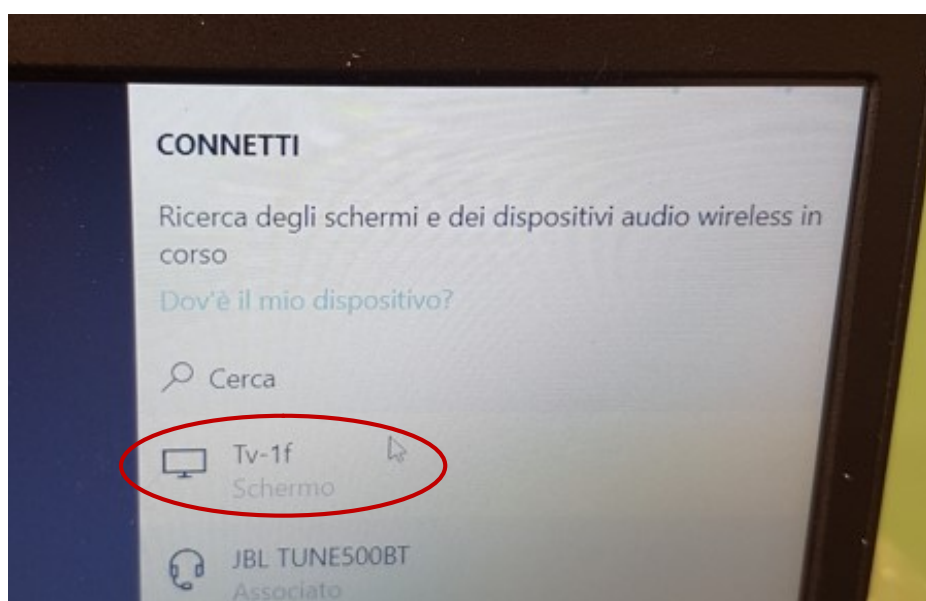 CONNETTI
Ricerca degli schermi e dei dispositivi audio wireless in
corso
Dov'è il mio dispositivo?
Cerca
Tv-1f
Schermo
JBL TUNE500BT
Associato